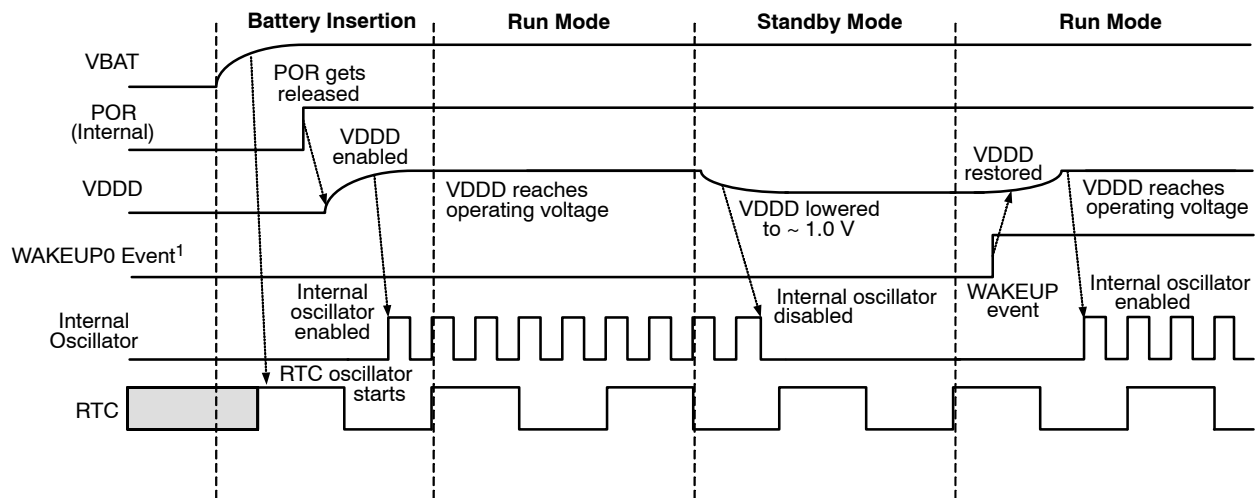 Battery Insertion
Run Mode
Standby Mode
Run Mode
VBAT
POR gets
released
POR
(Internal)
VDDD
enabled
VDDD
restored
VDDD
VDDD reaches
operating voltage
VDDD lowered
to ~ 1.0 V
VDDD reaches
operating voltage
WAKEUP0 Event¹
Internal
oscillator
enabled
Internal oscillator
disabled
WAKEUP
event
Internal oscillator
enabled
Internal
Oscillator
RTC oscillator
starts
RTC